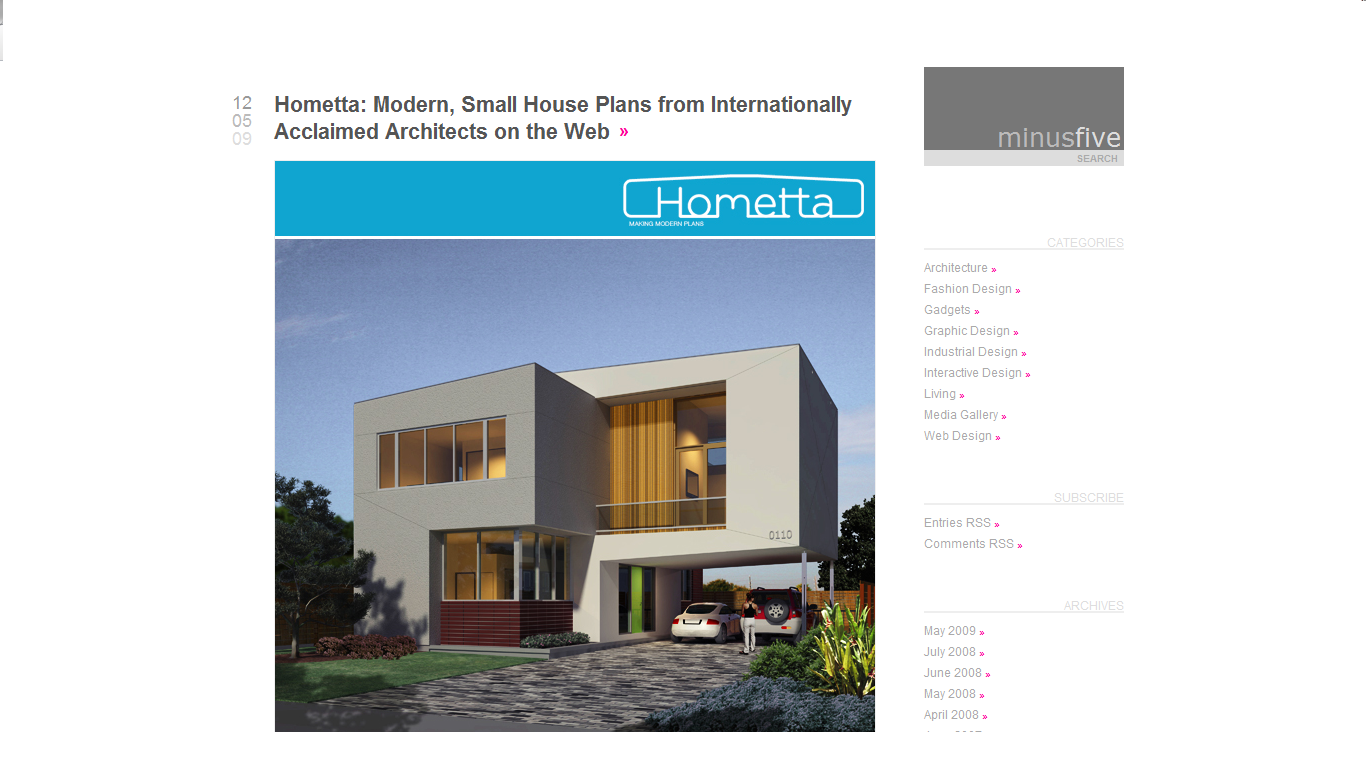 12
05
09
Hometta: Modern, Small House Plans from Internationally
Acclaimed Architects on the Web »
Hometta
MAKING MODERN PLANS
0110
minusfive
SEARCH
CATEGORIES
Architecture »
Fashion Design »
Gadgets »
Graphic Design »
Industrial Design »
Interactive Design »
Living »
Media Gallery »
Web Design »
SUBSCRIBE
Entries RSS »
Comments RSS »
ARCHIVES
May 2009 »
July 2008 »
June 2008 »
May 2008 »
April 2008 »